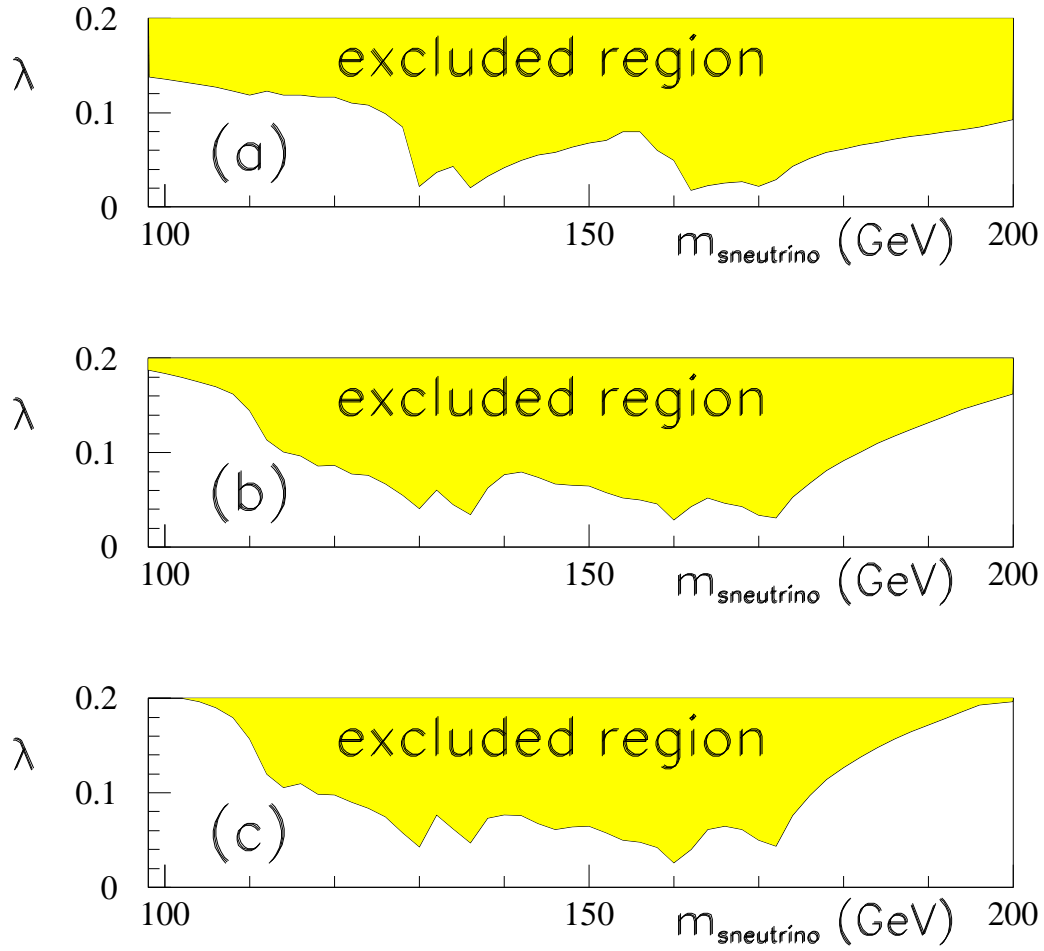 0.2
excluded region
λ
0.1
(a)
0
100 150 200
m_sneutrino (GeV)
0.2
excluded region
λ
0.1
(b)
0
100 150 200
m_sneutrino (GeV)
0.2
excluded region
λ
0.1
(c)
0
100 150 200
m_sneutrino (GeV)